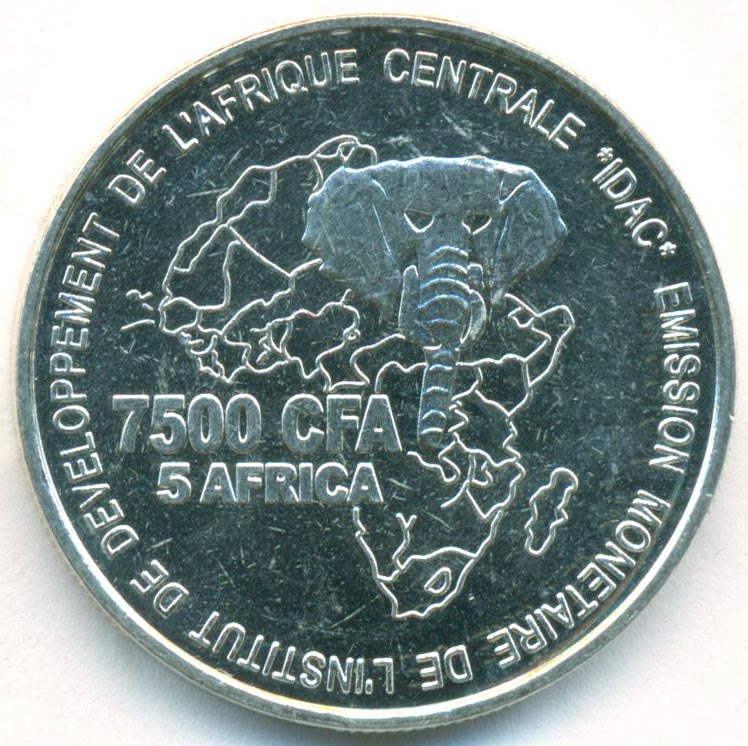 EMISSION MONETAIRE DE L'INSTITUT DE DEVELOPPEMENT DE L'AFRIQUE CENTRALE *IDAC*
7500 CFA
5 AFRICA